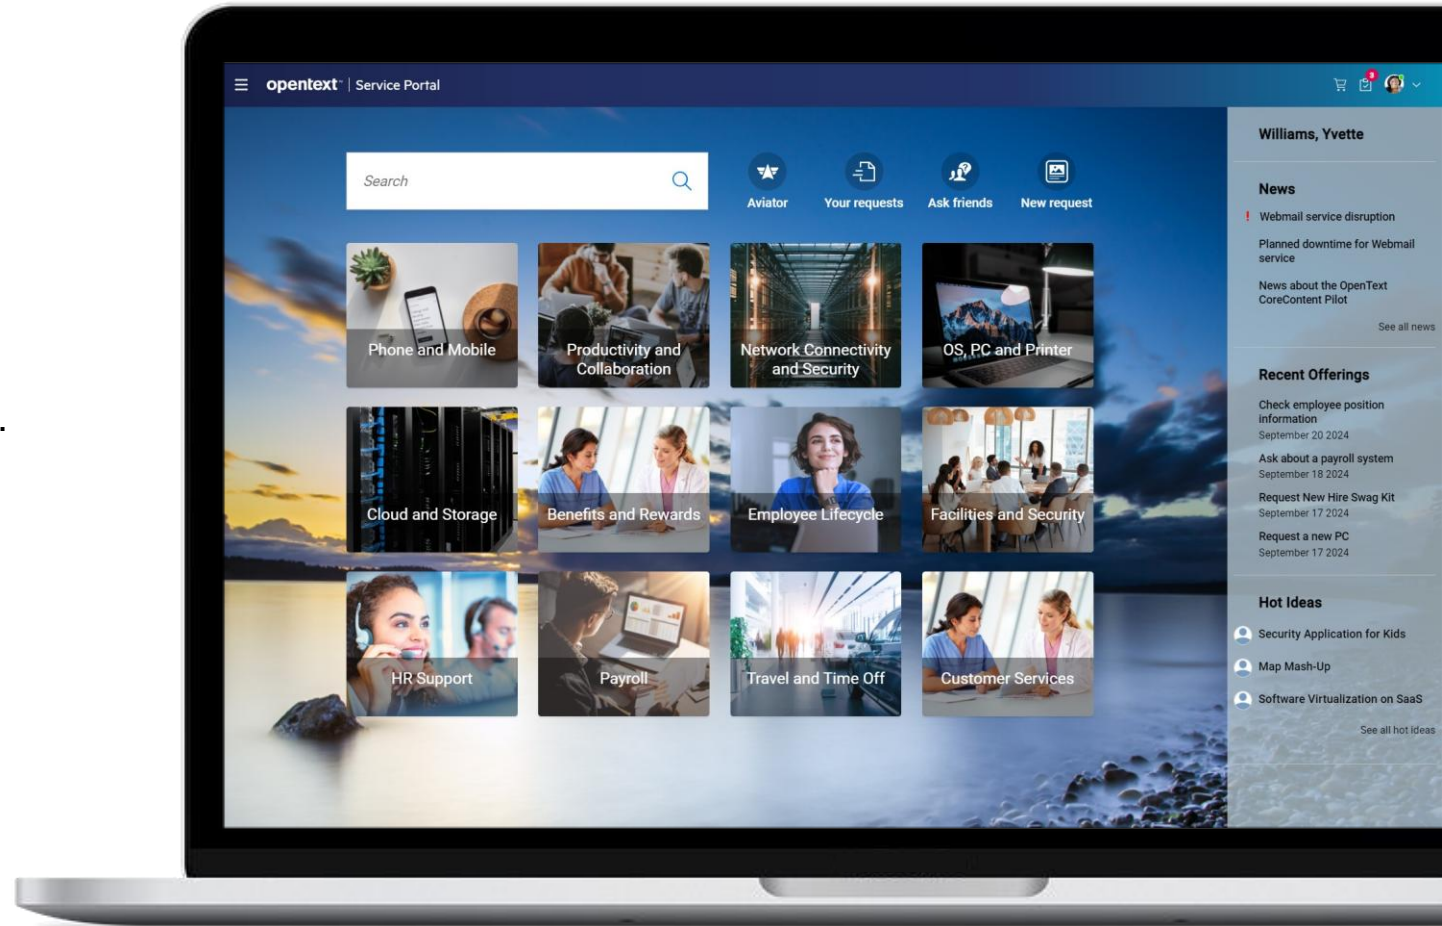 opentext™ | Service Portal
3
Search
Aviator
Your requests
Ask friends
New request
Phone and Mobile
Productivity and
Collaboration
Network Connectivity
and Security
OS, PC and Printer
Cloud and Storage
Benefits and Rewards
Employee Lifecycle
Facilities and Security
HR Support
Payroll
Travel and Time Off
Customer Services
Williams, Yvette
News
! Webmail service disruption
Planned downtime for Webmail
service
News about the OpenText
CoreContent Pilot
See all news
Recent Offerings
Check employee position
information
September 20 2024
Ask about a payroll system
September 18 2024
Request New Hire Swag Kit
September 17 2024
Request a new PC
September 17 2024
Hot Ideas
Security Application for Kids
Map Mash-Up
Software Virtualization on SaaS
See all hot ideas
.